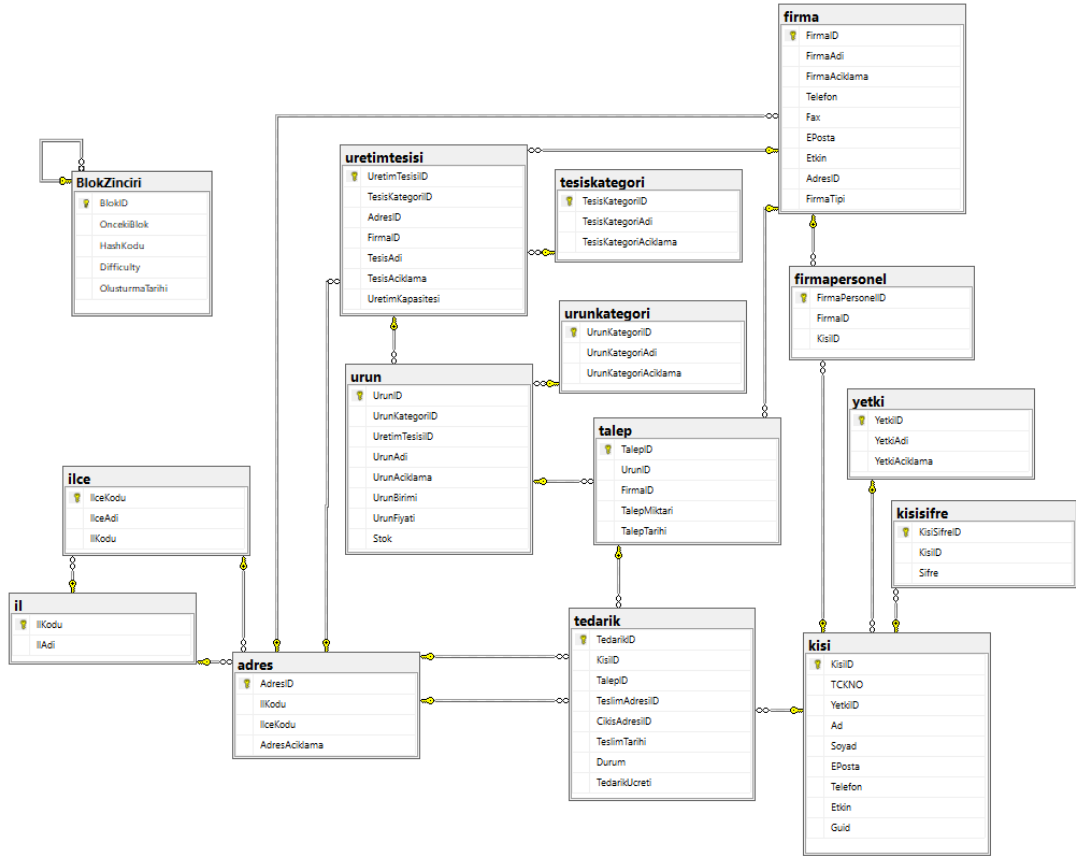 firma
FirmaID
FirmaAdi
FirmaAciklama
Telefon
Fax
EPosta
Etkin
AdresID
FirmaTipi
uretimtesisi
UretimTesisiID
TesisKategoriID
AdresID
FirmaID
TesisAdi
TesisAciklama
UretimKapasitesi
tesiskategori
TesisKategoriID
TesisKategoriAdi
TesisKategoriAciklama
BlokZinciri
BlokID
OncekiBlok
HashKodu
Difficulty
OlusturmaTarihi
firmapersonel
FirmaPersonelID
FirmaID
KisiID
urunkategori
UrunKategoriID
UrunKategoriAdi
UrunKategoriAciklama
urun
UrunID
UrunKategoriID
UretimTesisiID
UrunAdi
UrunAciklama
UrunBirimi
UrunFiyati
Stok
yetki
YetkiID
YetkiAdi
YetkiAciklama
talep
TalepID
UrunID
FirmaID
TalepMiktari
TalepTarihi
ilce
IlceKodu
IlceAdi
IlKodu
kisisifre
KisiSifreID
KisiID
Sifre
il
IlKodu
IlAdi
tedarik
TedarikID
KisiID
TalepID
TeslimAdresiID
CikisAdresiID
TeslimTarihi
Durum
TedarikUcreti
kisi
KisiID
TCKNO
YetkiID
Ad
Soyad
EPosta
Telefon
Etkin
Guid
adres
AdresID
IlKodu
IlceKodu
AdresAciklama